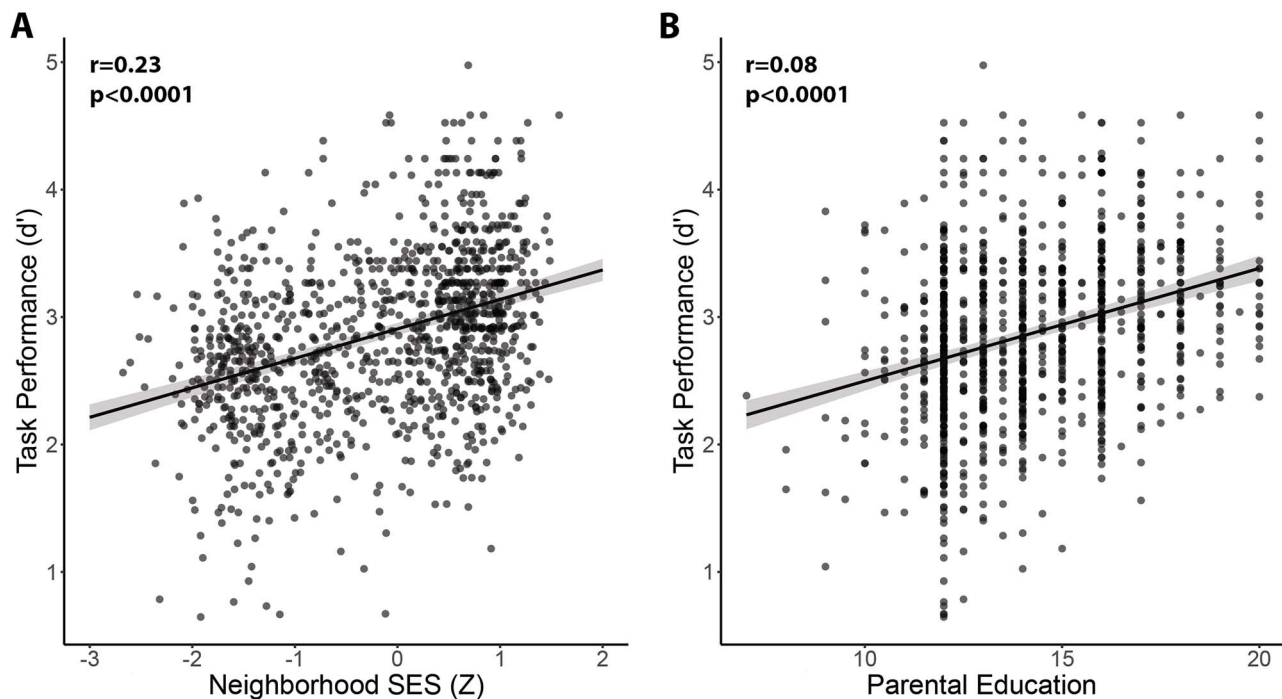 A
r=0.23
p<0.0001
5
4
3
2
1
Task Performance (d')
-3
-2
-1
0
1
2
Neighborhood SES (Z)
B
r=0.08
p<0.0001
5
4
3
2
1
Task Performance (d')
10
15
20
Parental Education